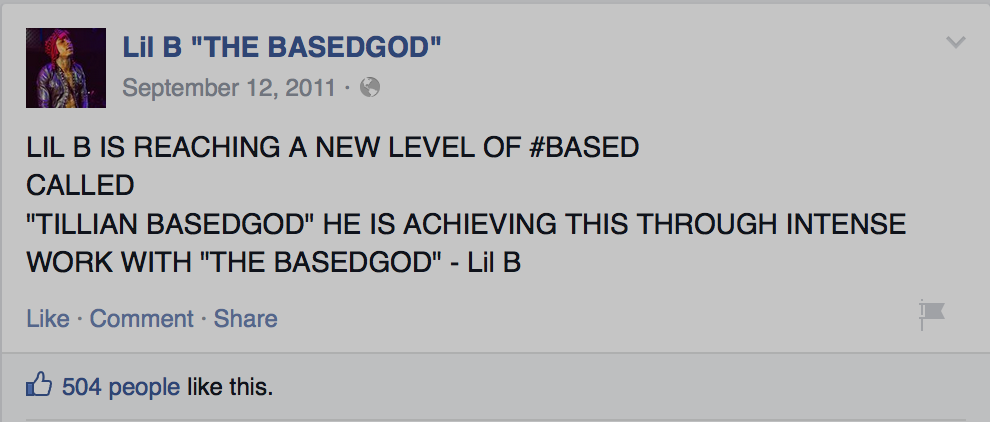 Lil B "THE BASEDGOD"
September 12, 2011 ·
LIL B IS REACHING A NEW LEVEL OF #BASED
CALLED
"TILLIAN BASEDGOD" HE IS ACHIEVING THIS THROUGH INTENSE
WORK WITH "THE BASEDGOD" - Lil B
Like · Comment · Share
504 people like this.